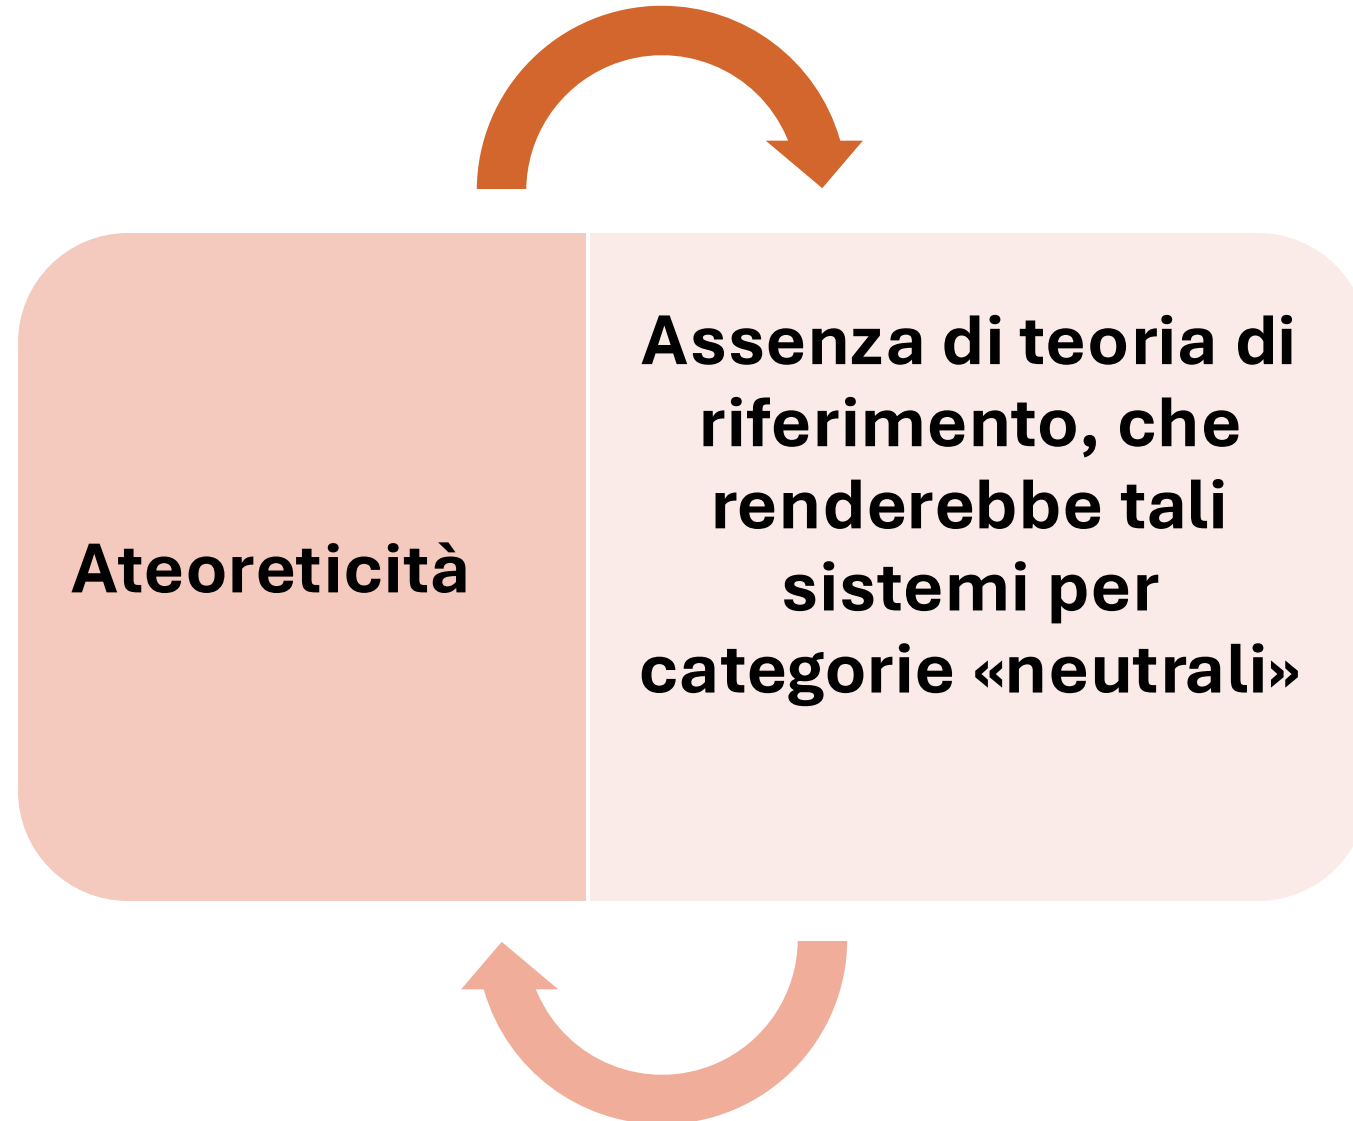 Ateoreticità
Assenza di teoria di
riferimento, che
renderebbe tali
sistemi per
categorie «neutrali»